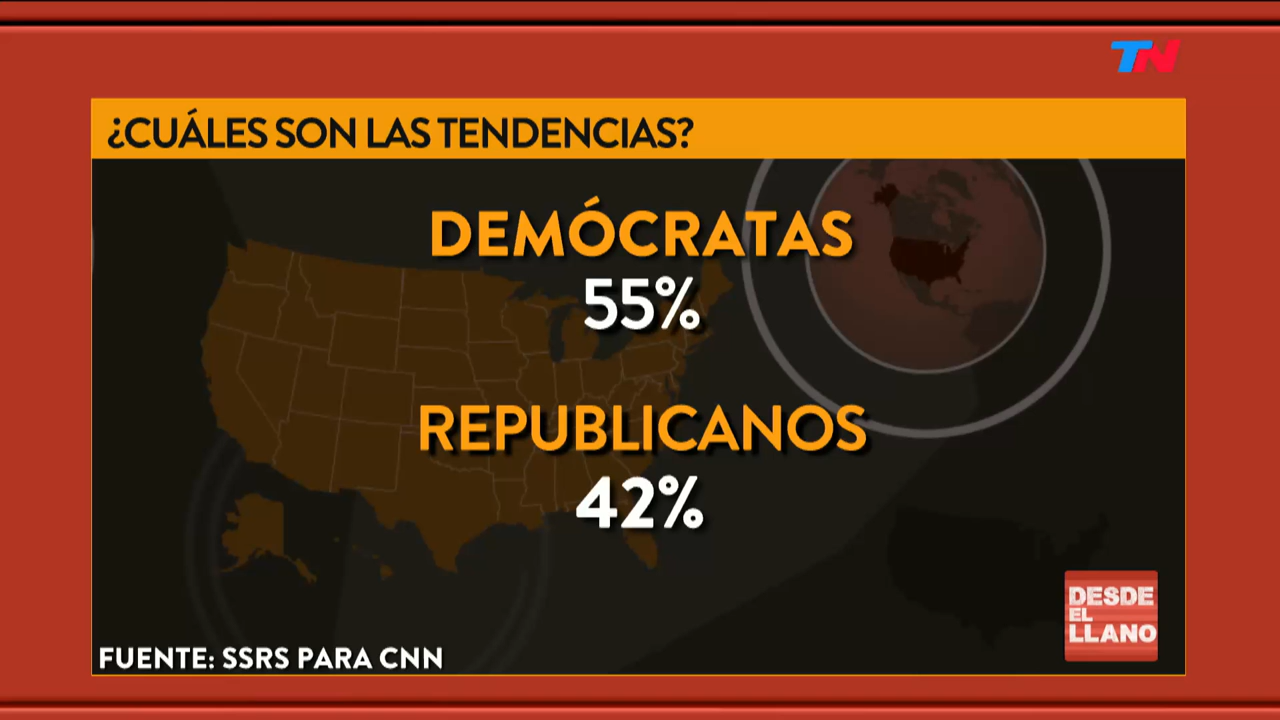 TN
¿CUÁLES SON LAS TENDENCIAS?
DEMÓCRATAS
55%
REPUBLICANOS
42%
DESDE
EL
LLANO
FUENTE: SSRS PARA CNN